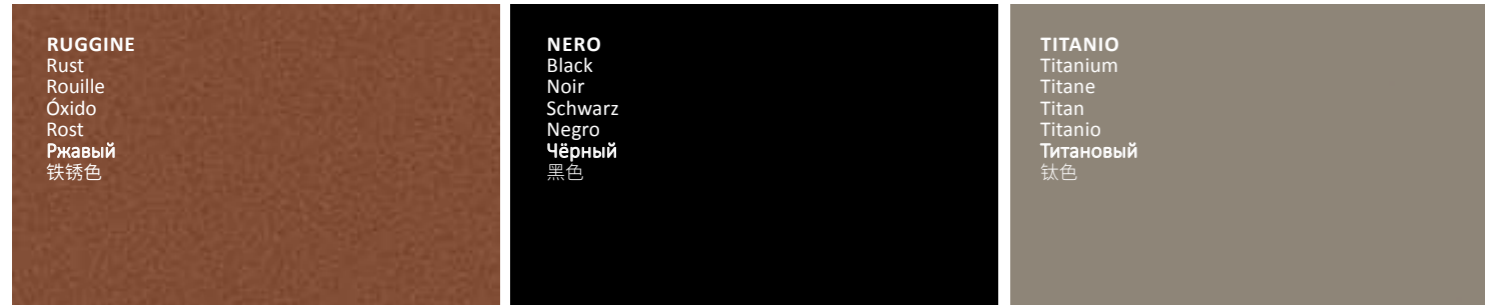 RUGGINE
Rust
Rouille
Óxido
Rost
Ржавый
铁锈色
NERO
Black
Noir
Schwarz
Negro
Чёрный
黑色
TITANIO
Titanium
Titane
Titan
Titanio
Титановый
钛色